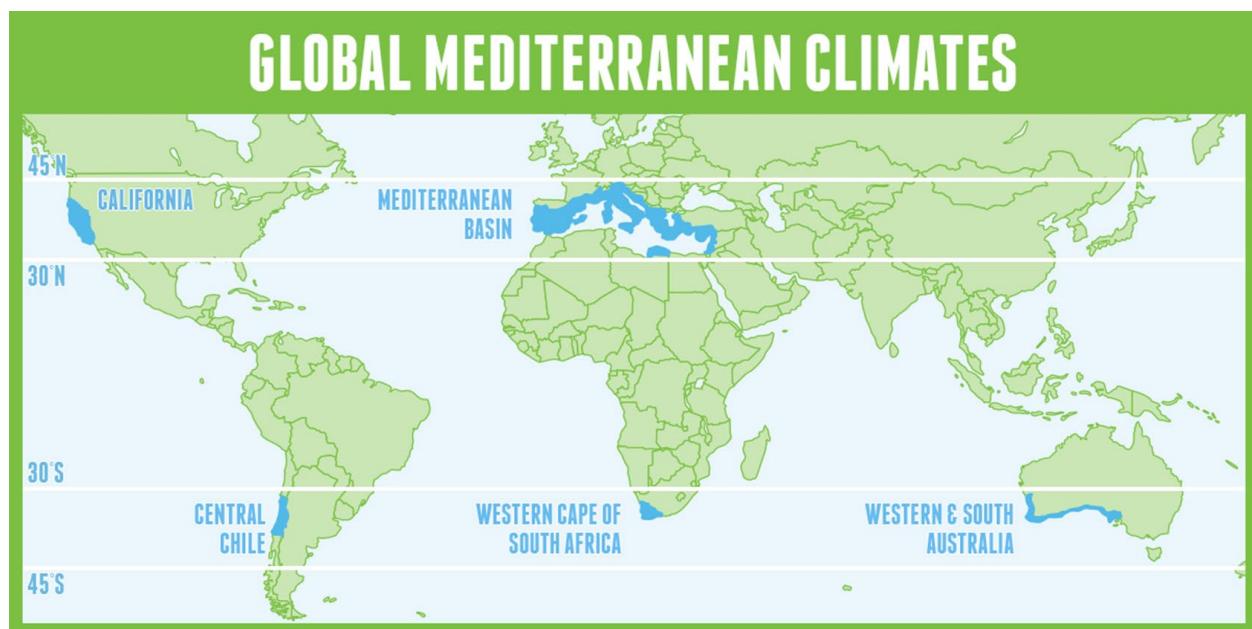 GLOBAL MEDITERRANEAN CLIMATES
45°N
CALIFORNIA
MEDITERRANEAN
BASIN
30°N
30°S
CENTRAL
CHILE
WESTERN CAPE OF
SOUTH AFRICA
WESTERN & SOUTH
AUSTRALIA
45°S